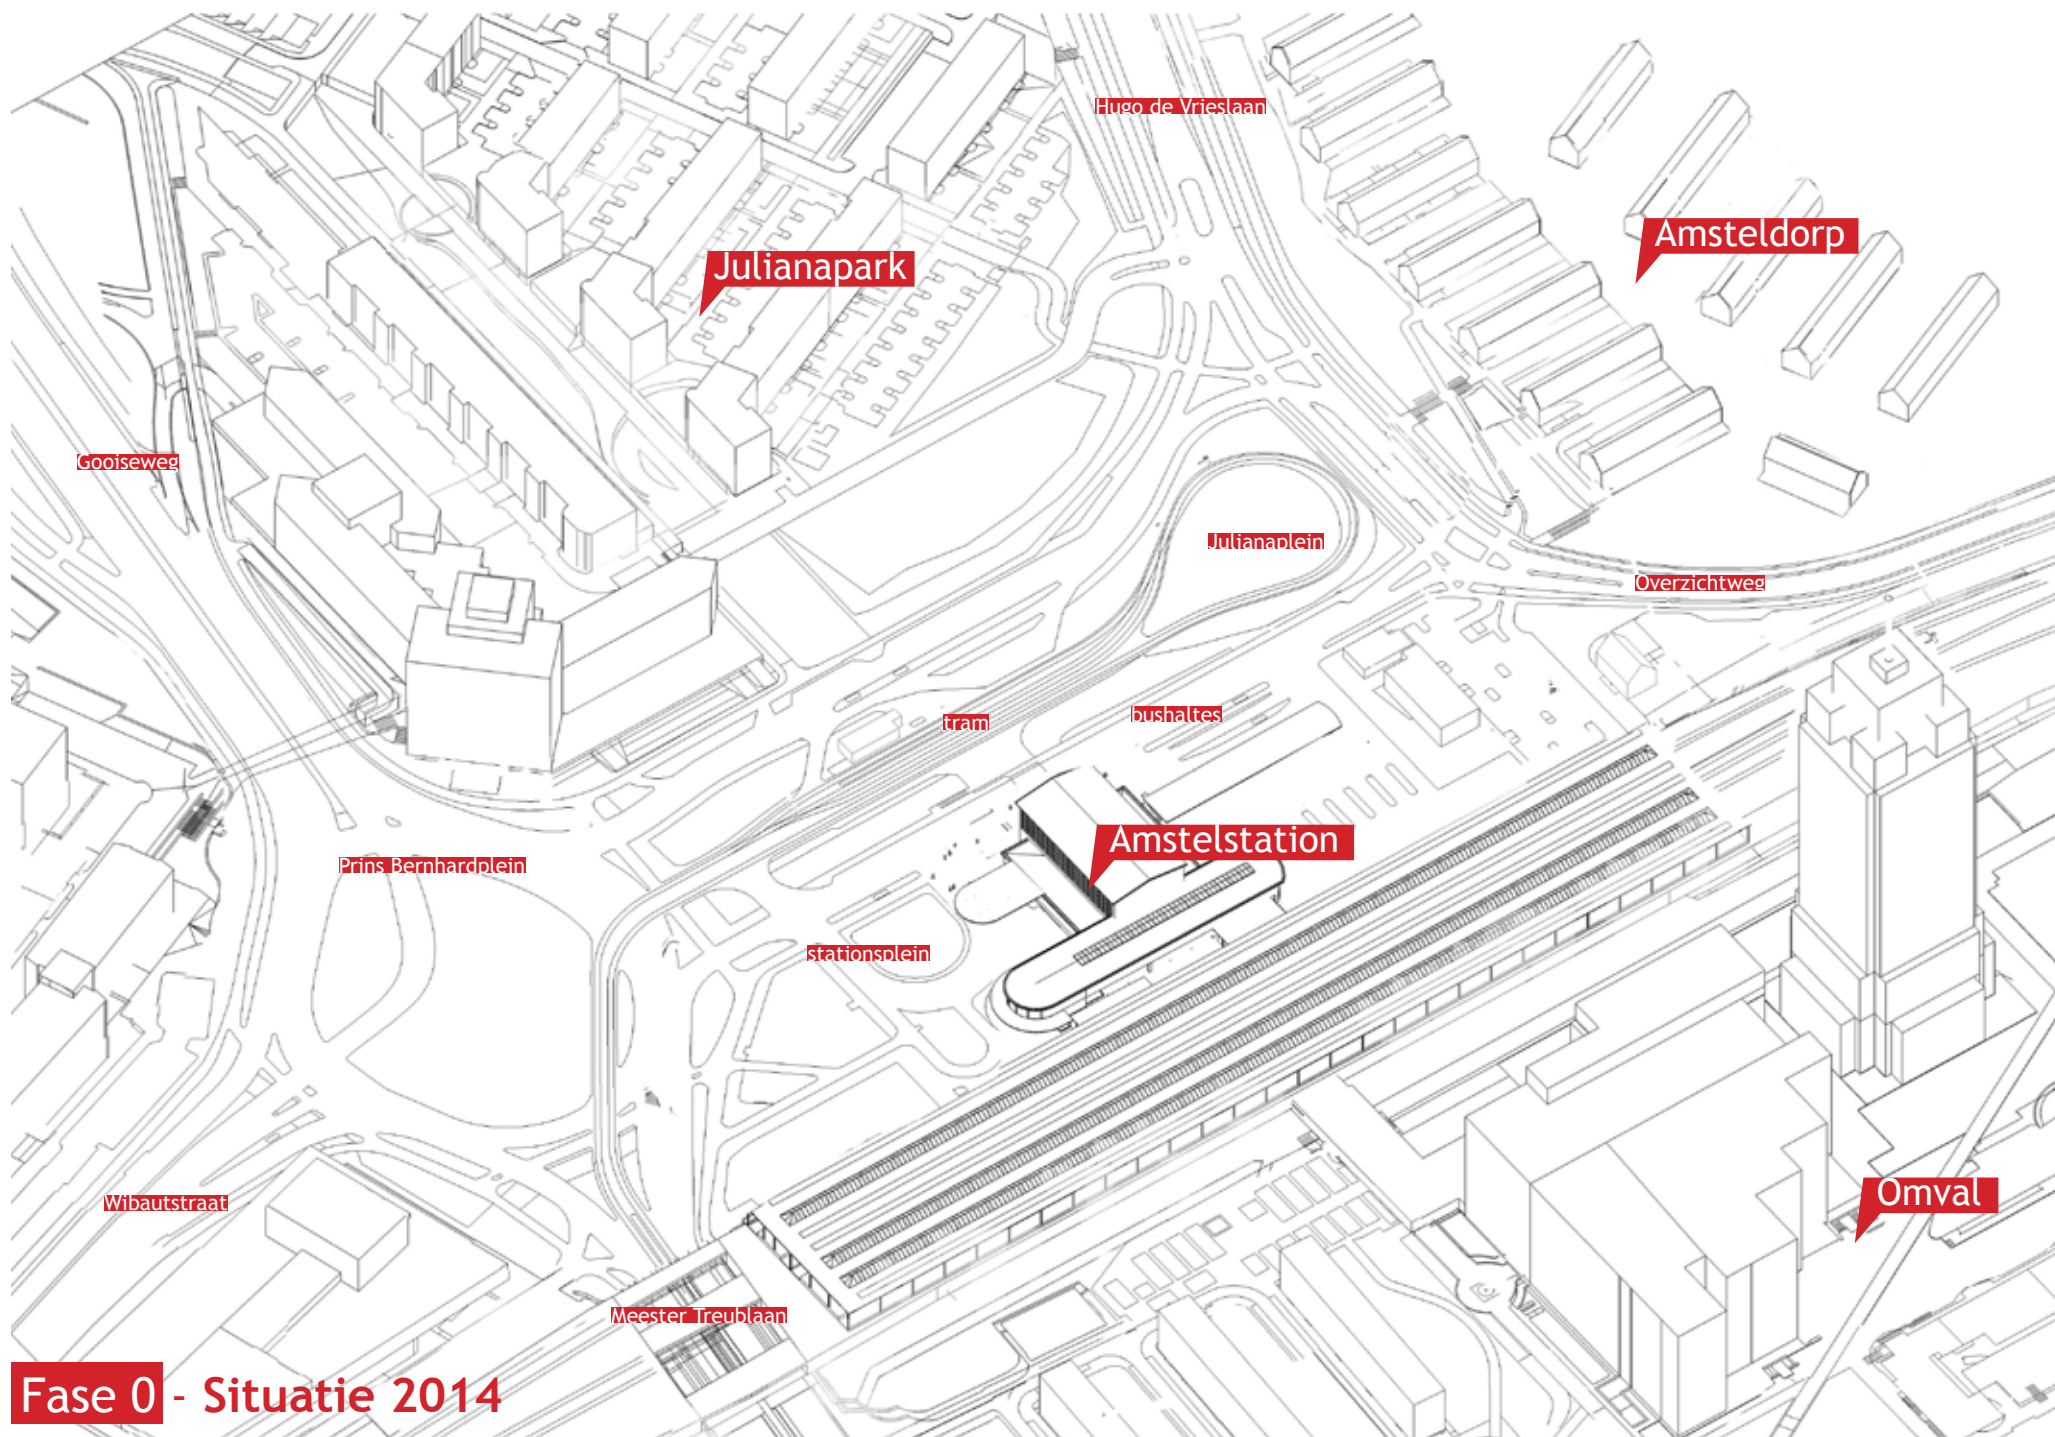 Hugo de Vrieslaan
Amsteldorp
Julianapark
Gooiseweg
Julianaplein
Overzichtweg
bushaltes
tram
Amstelstation
Prins Bernhardplein
stationsplein
Omval
Wibautstraat
Meester Treublaan
Fase 0 - Situatie 2014